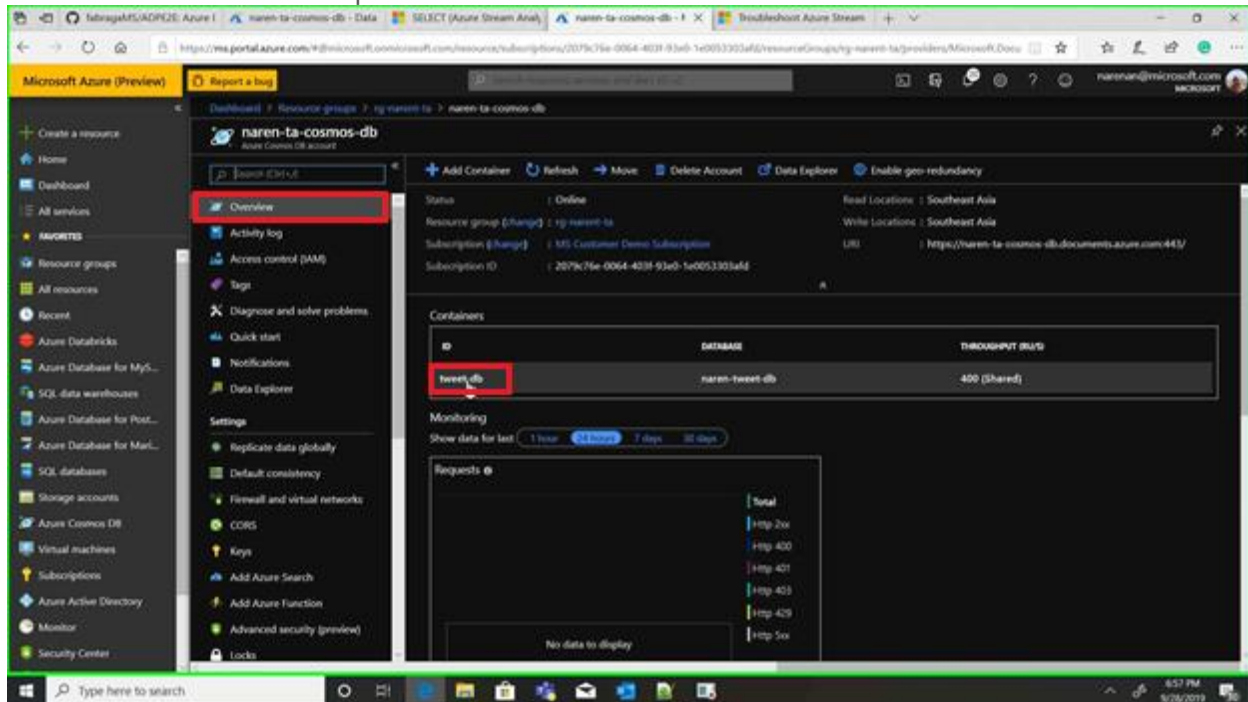 fabragaMS/ADPE2E: Azure I
naren-ta-cosmos-db - Data
SELECT (Azure Stream Analy
naren-ta-cosmos-db -
Troubleshoot Azure Stream
Microsoft Azure (Preview)
Report a bug
narenan@microsoft.com
MICROSOFT
Dashboard > Resource groups > rg-narent-ta > naren-ta-cosmos-db
naren-ta-cosmos-db
Azure Cosmos DB account
Create a resource
Home
Dashboard
All services
FAVORITES
Resource groups
All resources
Recent
Azure Databricks
Azure Database for MyS...
SQL data warehouses
Azure Database for Post...
Azure Database for Mari...
SQL databases
Storage accounts
Azure Cosmos DB
Virtual machines
Subscriptions
Azure Active Directory
Monitor
Security Center
Search (Ctrl+/)
Overview
Activity log
Access control (IAM)
Tags
Diagnose and solve problems
Quick start
Notifications
Data Explorer
Settings
Replicate data globally
Default consistency
Firewall and virtual networks
CORS
Keys
Add Azure Search
Add Azure Function
Advanced security (preview)
Locks
Add Container Refresh Move Delete Account Data Explorer Enable geo-redundancy
Status : Online
Resource group (change) : rg-narent-ta
Subscription (change) : MS Customer Demo Subscription
Subscription ID : 2079c76e-0064-403f-93e0-1e0053303afd
Read Locations : Southeast Asia
Write Locations : Southeast Asia
URI : https://naren-ta-cosmos-db.documents.azure.com:443/
Containers
ID DATABASE THROUGHPUT (RU/S)
tweet-db naren-tweet-db 400 (Shared)
Monitoring
Show data for last 1 hour 24 hours 7 days 30 days
Requests
Total
Http 2xx
Http 400
Http 401
Http 403
Http 429
Http 5xx
No data to display
Type here to search
6:57 PM
9/28/2019